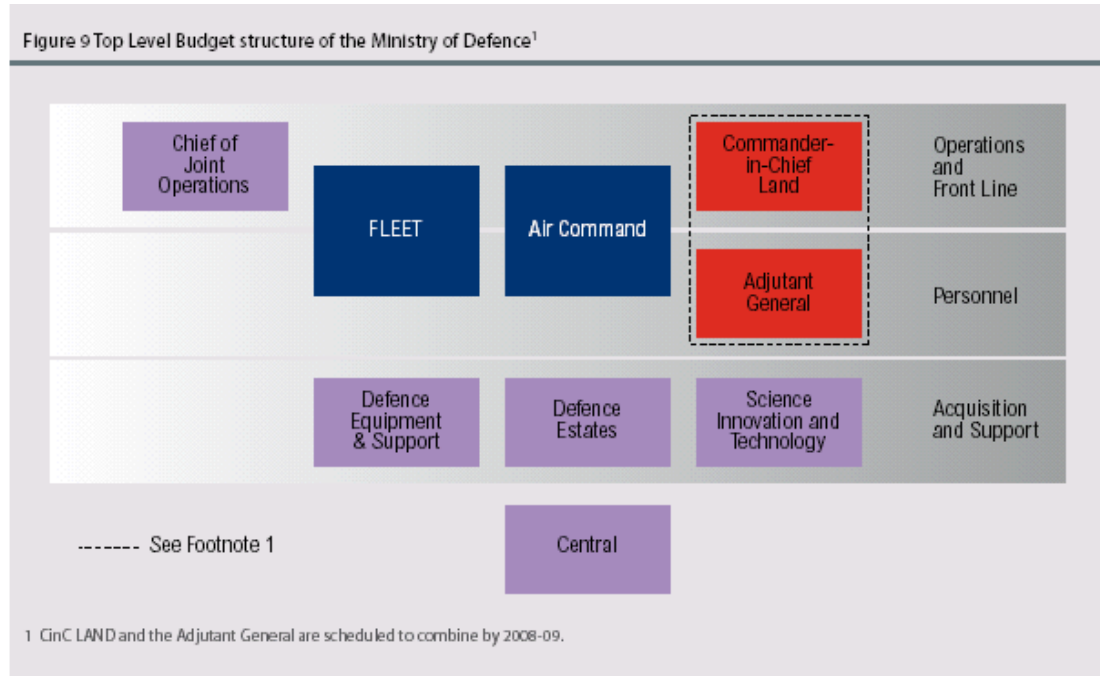 Figure 9 Top Level Budget structure of the Ministry of Defence1
Chief of
Joint
Operations
FLEET
Air Command
Commander-
in-Chief
Land
Operations
and
Front Line
Adjutant
General
Personnel
Defence
Equipment
& Support
Defence
Estates
Science
Innovation and
Technology
Acquisition
and Support
------- See Footnote 1
Central
1 CinC LAND and the Adjutant General are scheduled to combine by 2008-09.